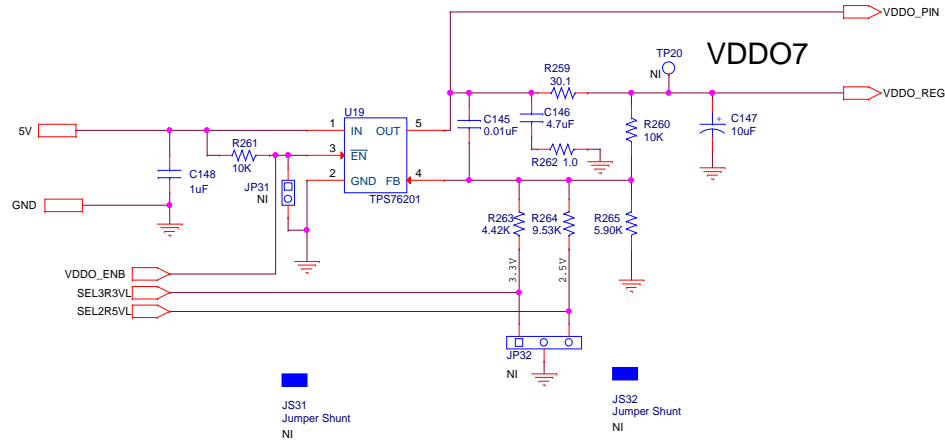 VDDO_PIN
VDDO7
TP20
NI
R259
30.1
VDDO_REG
U19
C145
0.01uF
C146
4.7uF
R260
10K
C147
10uF
+
5V
1
IN
OUT
5
R261
10K
3
EN
R262 1.0
C148
1uF
JP31
NI
2
GND
FB
4
TPS76201
GND
R263
4.42K
R264
9.53K
R265
5.90K
VDDO_ENB
3.3V
2.5V
SEL3R3VL
SEL2R5VL
JP32
NI
JS31
Jumper Shunt
NI
JS32
Jumper Shunt
NI